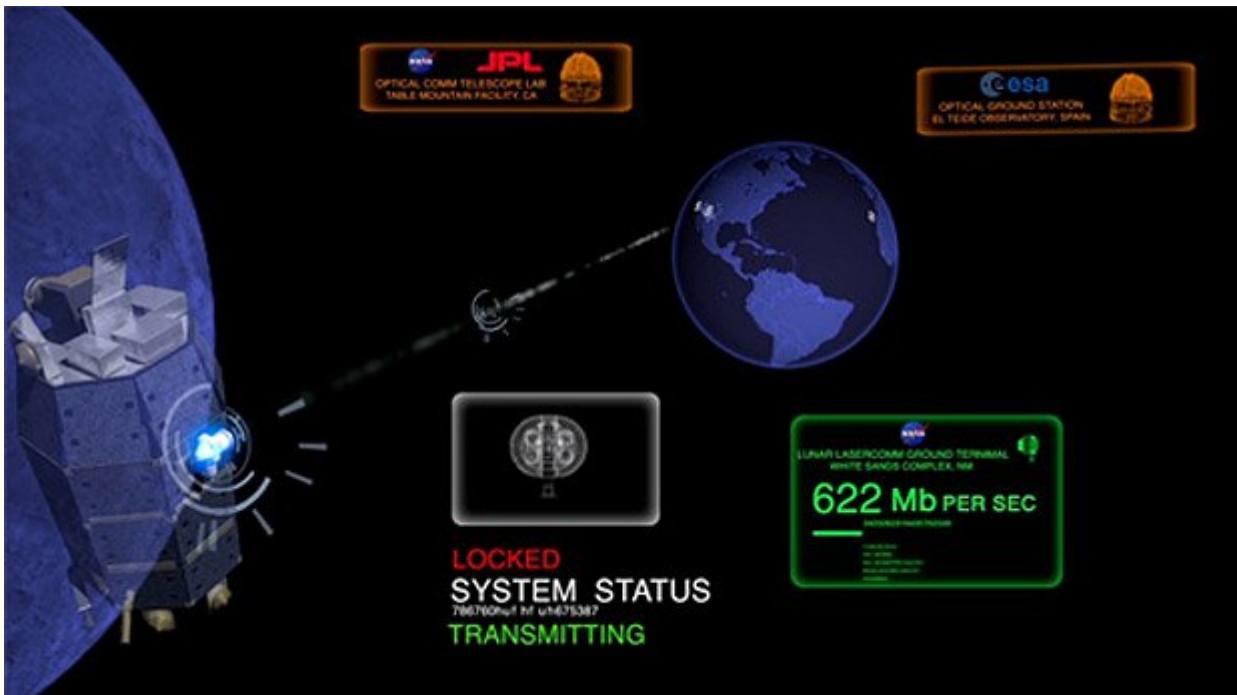 NASA
JPL
OPTICAL COMM TELESCOPE LAB
TABLE MOUNTAIN FACILITY, CA
esa
OPTICAL GROUND STATION
EL TEIDE OBSERVATORY, SPAIN
NASA
LUNAR LASERCOMM GROUND TERNIMAL
WHITE SANDS COMPLEX, NM
622 Mb PER SEC
LOCKED
SYSTEM STATUS
TRANSMITTING